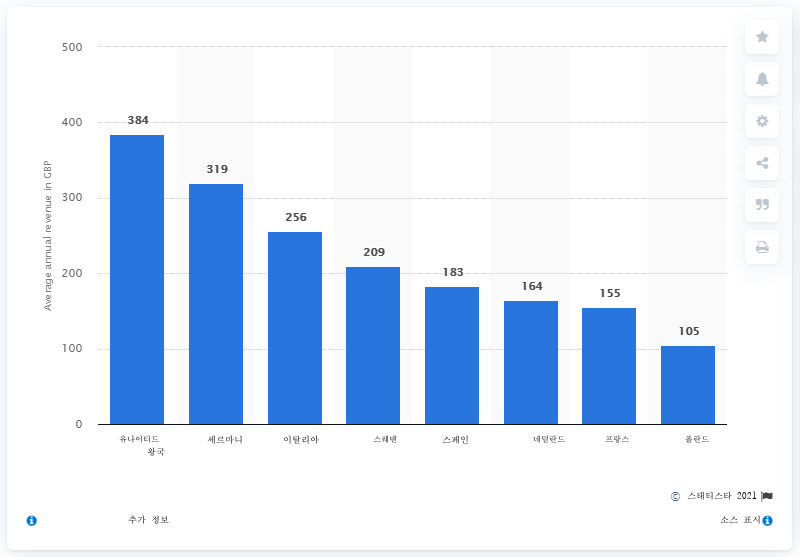 500
400
300
200
100
0
Average annual revenue in GBP
384
319
256
209
183
164
155
105
유나이티드
왕국
세르마니
이탈리아
스웨덴
스페인
네덜란드
프랑스
폴란드
© 스태티스타 2021
추가 정보
소스 표시